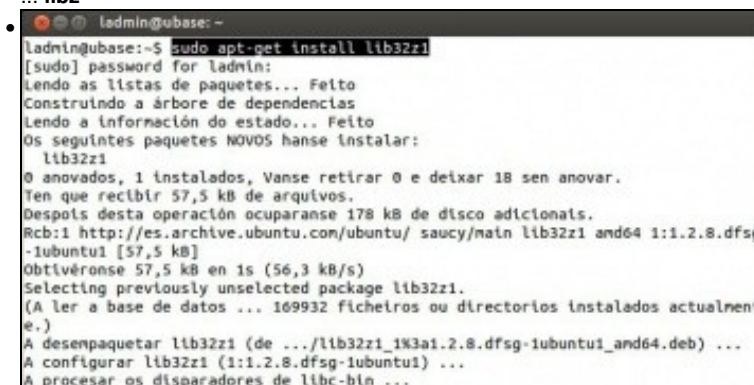 ... libz
ladmin@ubase: ~
ladmin@ubase:~$ sudo apt-get install lib32z1
[sudo] password for ladmin:
Lendo as listas de paquetes... Feito
Construindo a árbore de dependencias
Lendo a información do estado... Feito
Os seguintes paquetes NOVOS hanse instalar:
lib32z1
0 anovados, 1 instalados, Vanse retirar 0 e deixar 18 sen anovar.
Ten que recibir 57,5 kB de arquivos.
Despois desta operación ocuparanse 178 kB de disco adicionais.
Rcb:1 http://es.archive.ubuntu.com/ubuntu/ saucy/main lib32z1 amd64 1:1.2.8.dfsg
-1ubuntu1 [57,5 kB]
Obtivéronse 57,5 kB en 1s (56,3 kB/s)
Selecting previously unselected package lib32z1.
(A ler a base de datos ... 169932 ficheiros ou directorios instalados actualment
e.)
A desempaquetar lib32z1 (de .../lib32z1_1%3a1.2.8.dfsg-1ubuntu1_amd64.deb) ...
A configurar lib32z1 (1:1.2.8.dfsg-1ubuntu1) ...
A procesar os disparadores de libc-bin ...